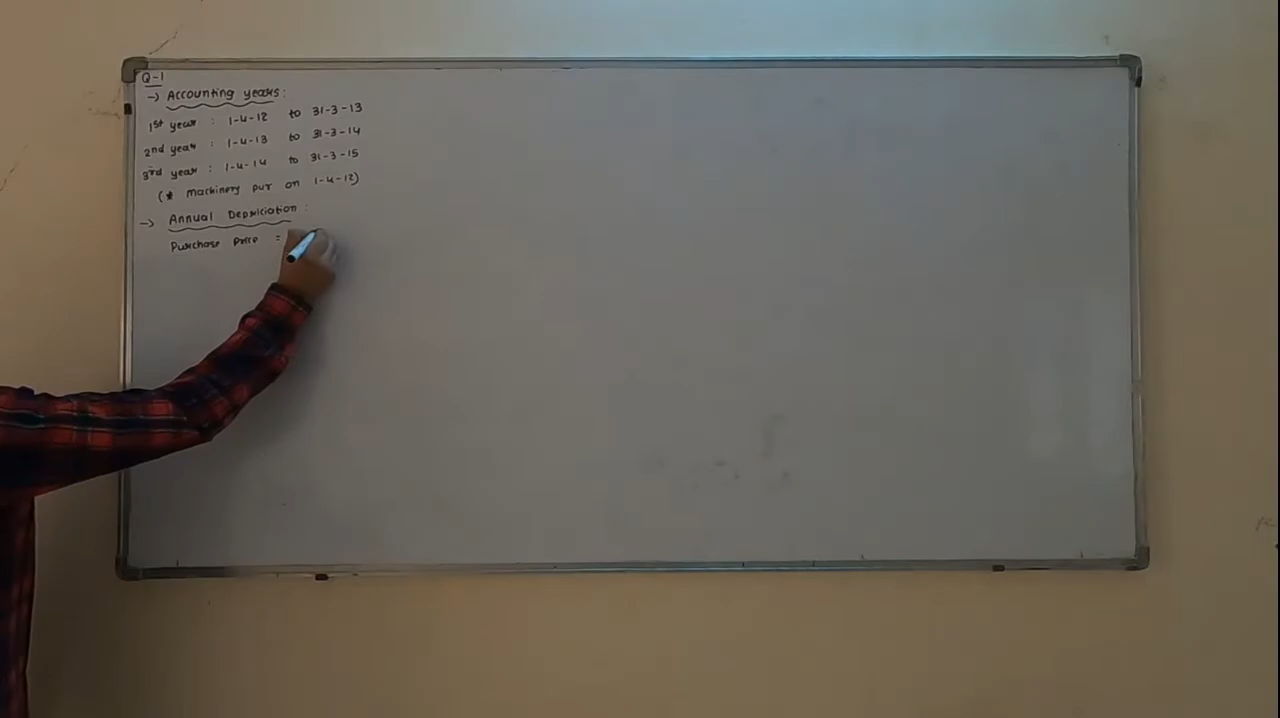 Q-1
→ Accounting years:
1st year : 1-4-12 to 31-3-13
2nd year : 1-4-13 to 31-3-14
3rd year : 1-4-14 to 31-3-15
(* Machinery pur on 1-4-12)
→ Annual Depriciation :
Purchase price =